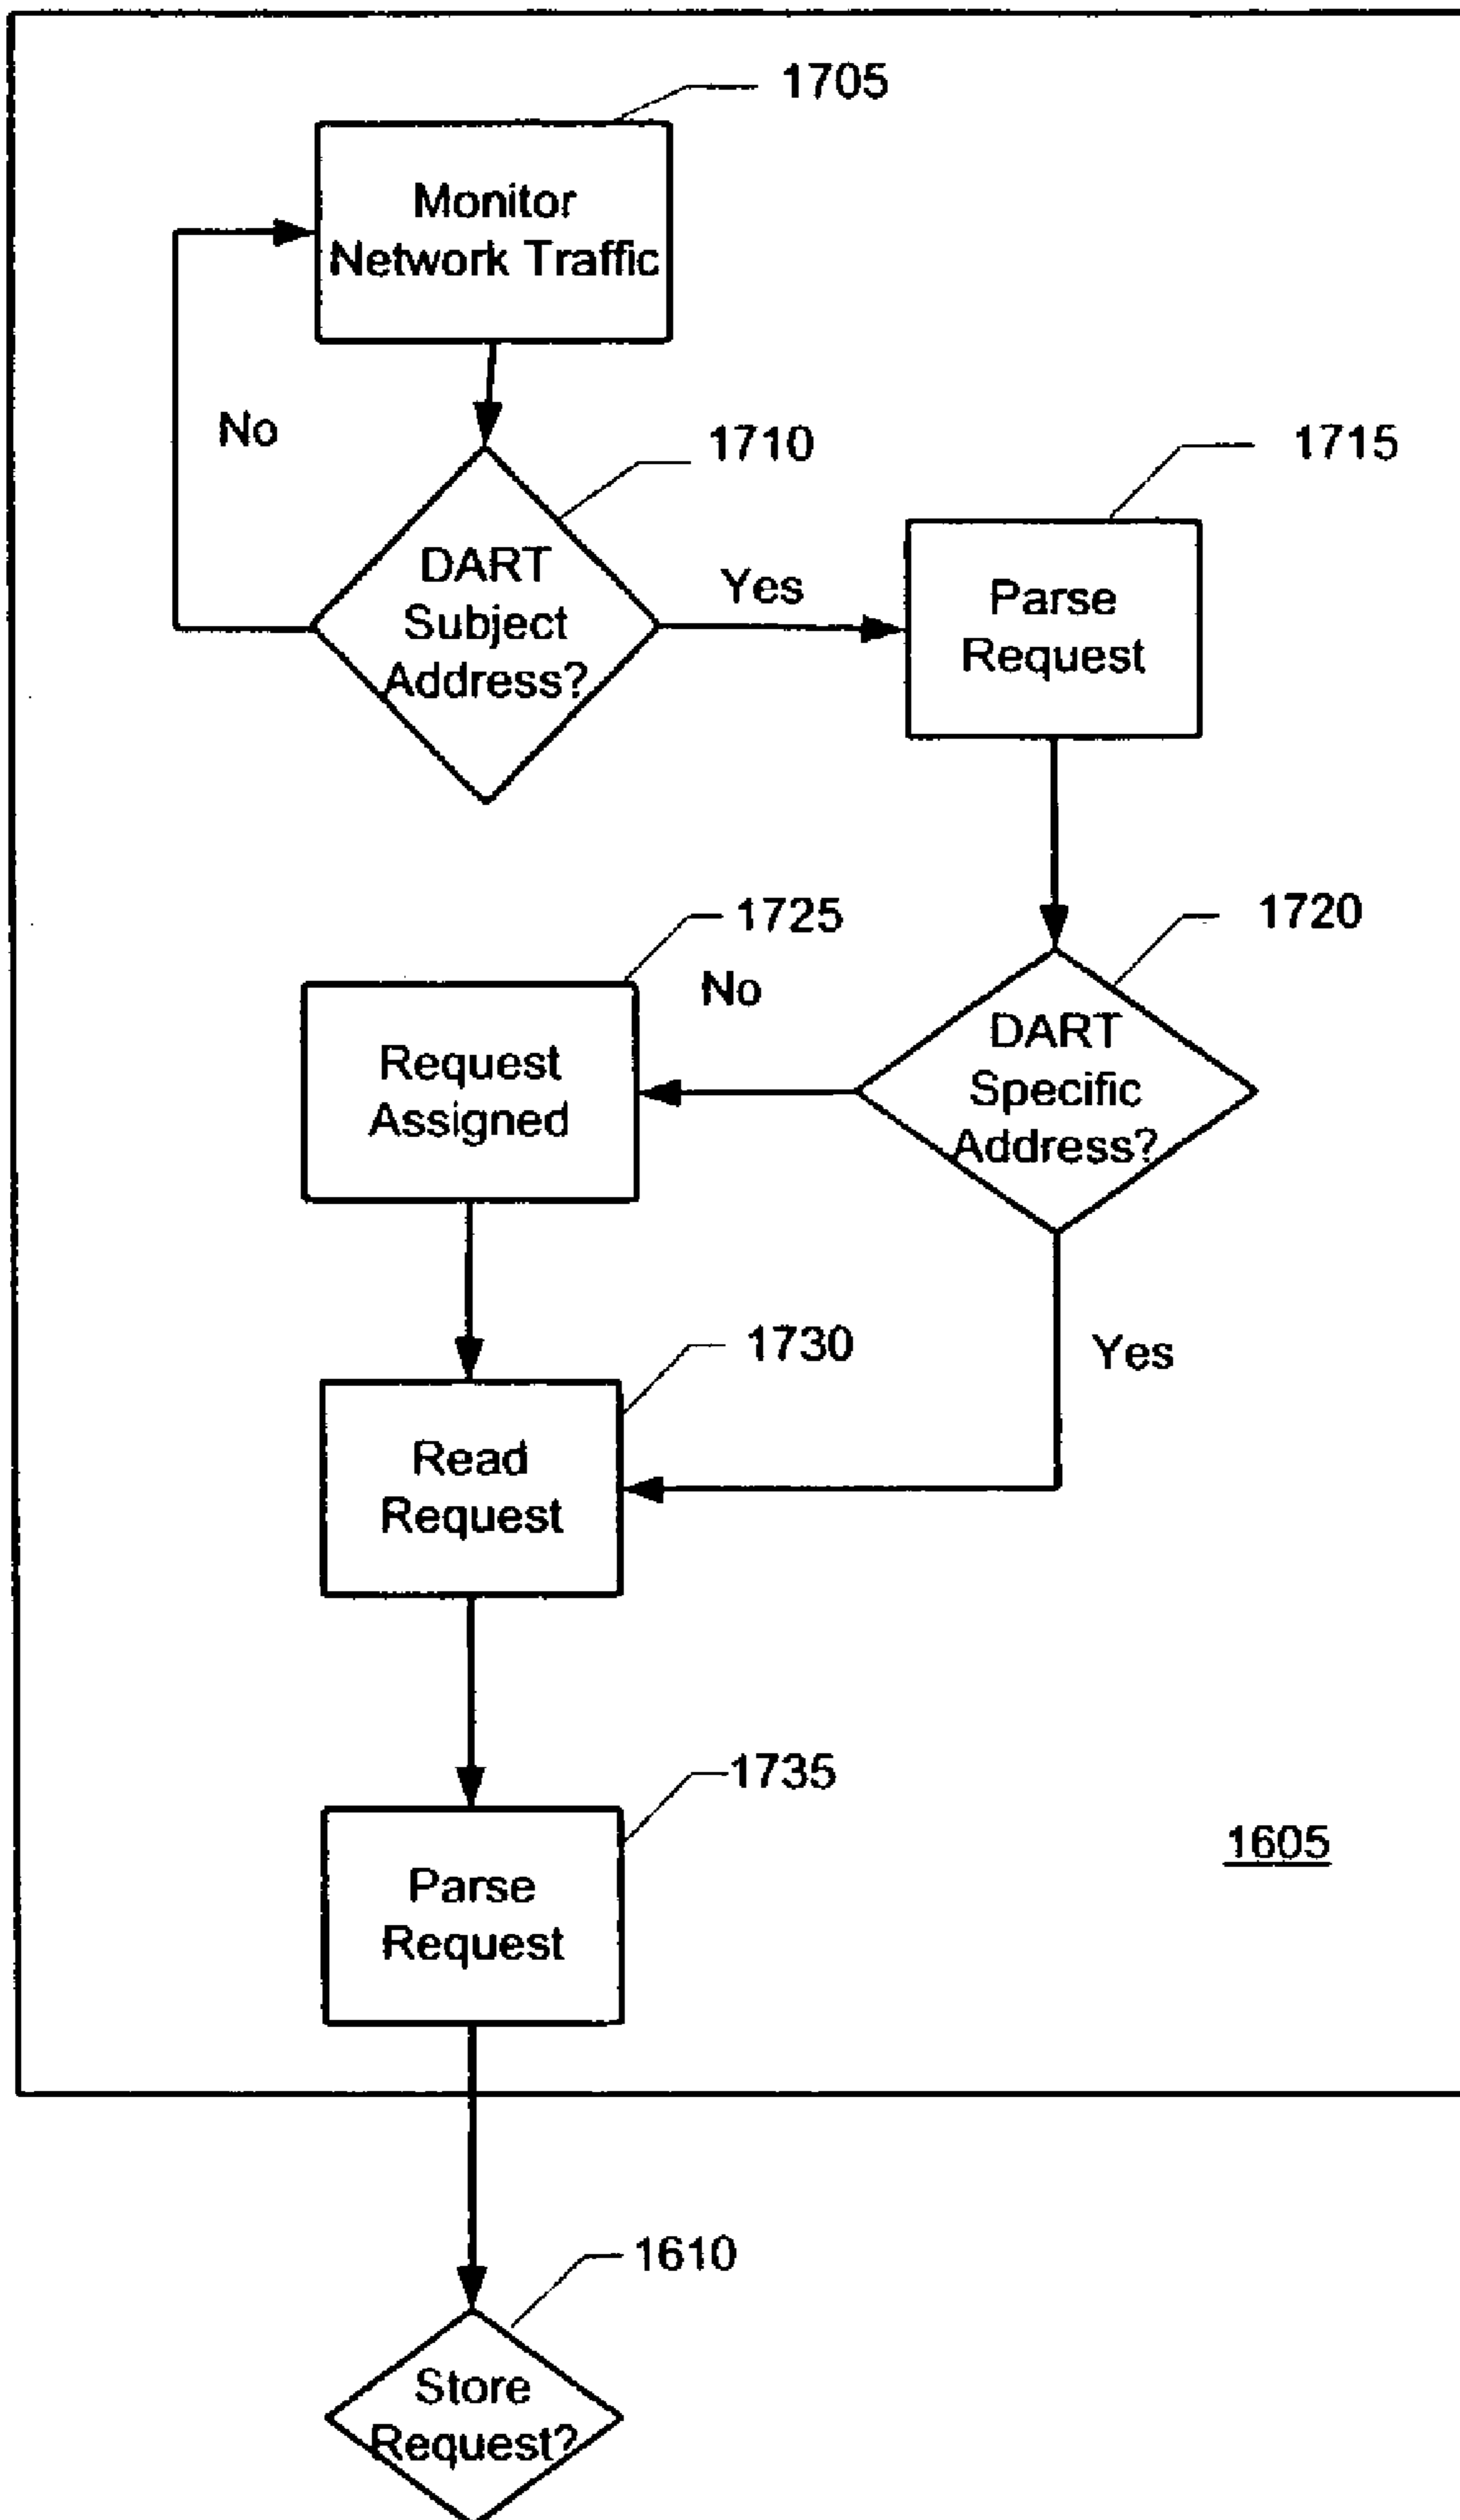 1705
Monitor
Network Traffic
No
1710
1715
DART
Subject
Address?
Yes
Parse
Request
1725
1720
No
Request
Assigned
DART
Specific
Address?
1730
Yes
Read
Request
1735
Parse
Request
1605
1610
Store
Request?